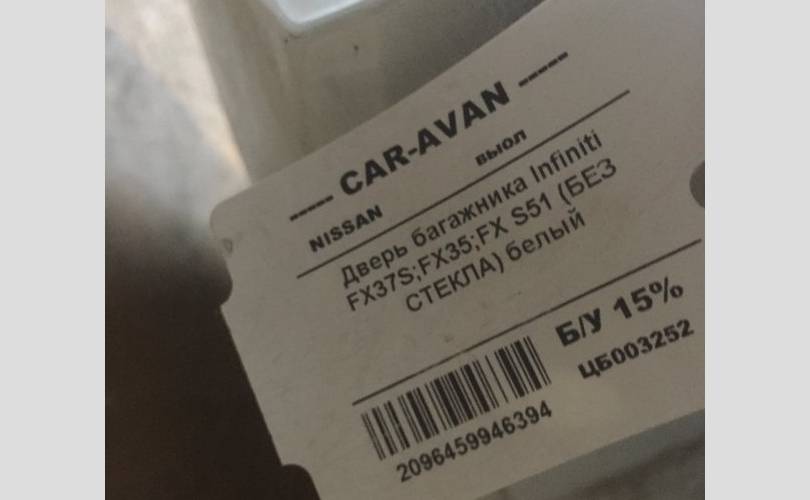 ----- CAR-AVAN -----
NISSAN выол
Дверь багажника Infiniti
FX37S;FX35;FX S51 (БЕЗ
СТЕКЛА) белый
Б/У 15%
2096459946394 ЦБ003252